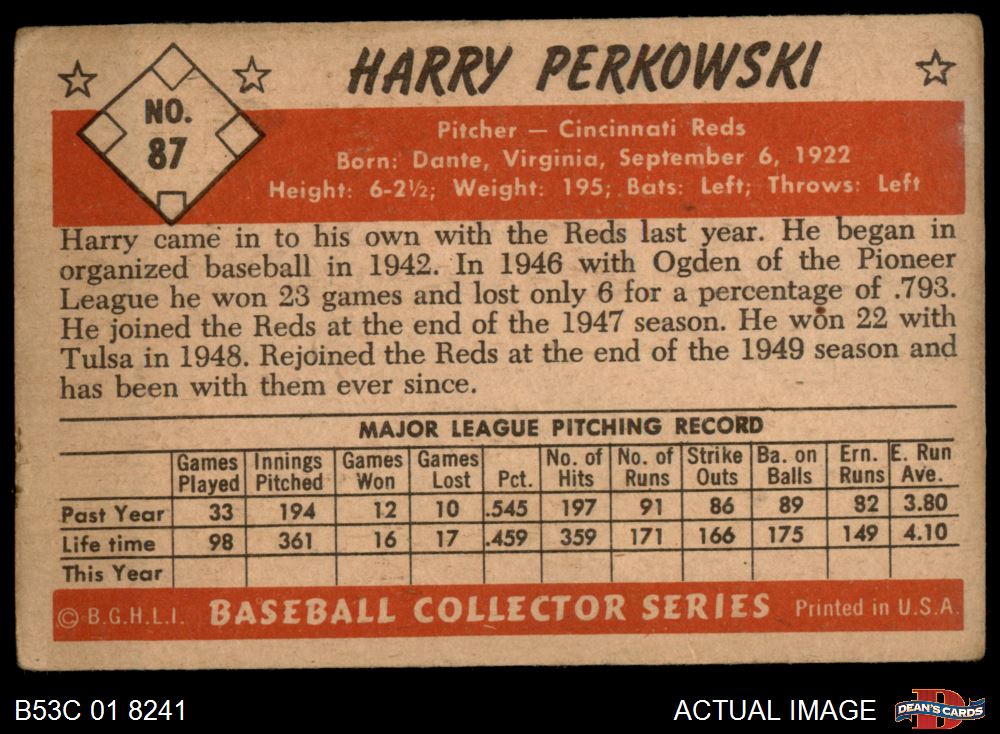 HARRY PERKOWSKI
NO.
87
Pitcher — Cincinnati Reds
Born: Dante, Virginia, September 6, 1922
Height: 6-2½; Weight: 195; Bats: Left; Throws: Left
Harry came in to his own with the Reds last year. He began in
organized baseball in 1942. In 1946 with Ogden of the Pioneer
League he won 23 games and lost only 6 for a percentage of .793.
He joined the Reds at the end of the 1947 season. He won 22 with
Tulsa in 1948. Rejoined the Reds at the end of the 1949 season and
has been with them ever since.
MAJOR LEAGUE PITCHING RECORD
Games Played Innings Pitched Games Won Games Lost Pct. No. of Hits No. of Runs Strike Outs Ba. on Balls Ern. Runs E. Run Ave.
Past Year 33 194 12 10 .545 197 91 86 89 82 3.80
Life time 98 361 16 17 .459 359 171 166 175 149 4.10
This Year
© B.G.H.L.I. BASEBALL COLLECTOR SERIES Printed in U.S.A.
B53C 01 8241 ACTUAL IMAGE DEAN'S CARDS